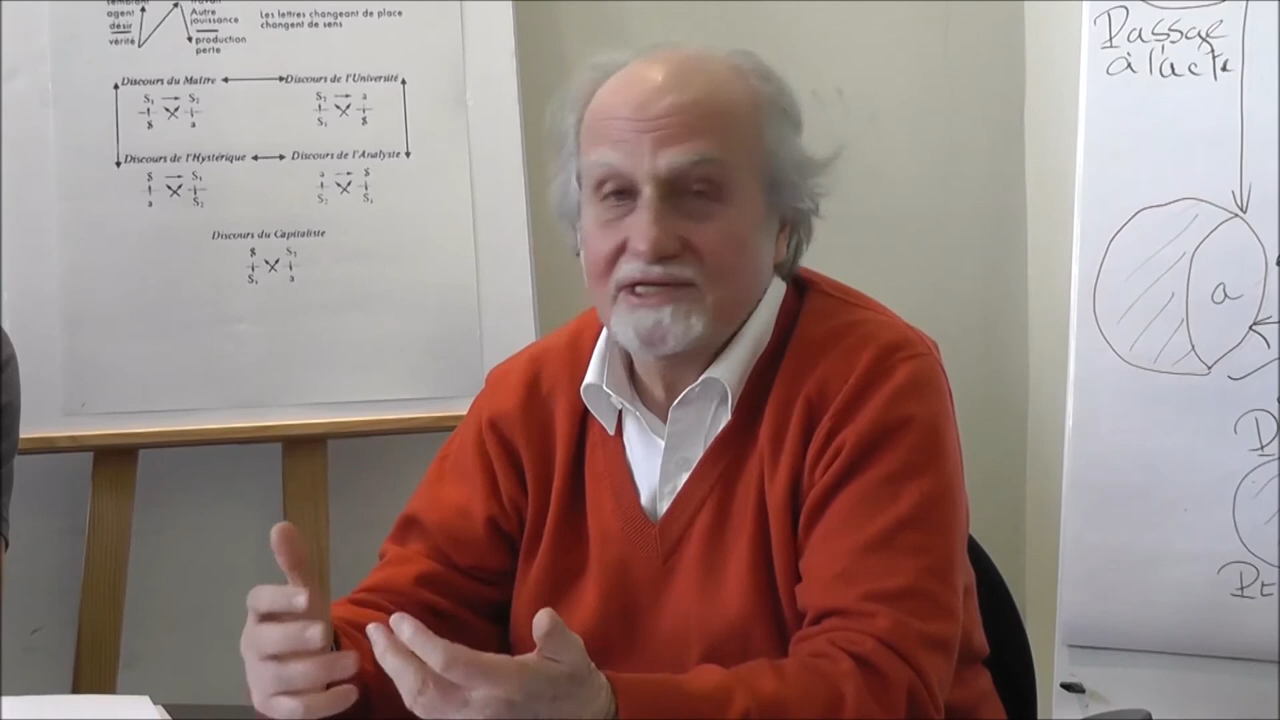 semblant
agent
désir
vérité
travail
Autre
jouissance
production
perte
Les lettres changeant de place
changent de sens
Discours du Maître
Discours de l'Université
S₁ → S₂
$ a
S₂ → a
S₁ $
Discours de l'Hystérique
Discours de l'Analyste
$ → S₁
a S₂
a → $
S₂ S₁
Discours du Capitaliste
$ S₂
S₁ a
Passage
à l'acte
a